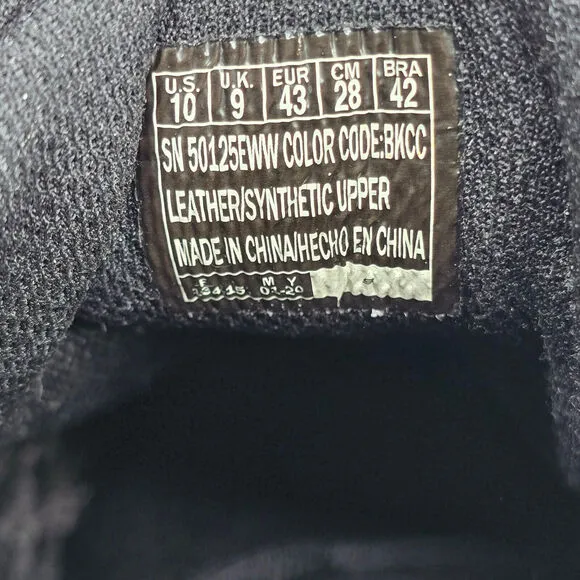 U.S. U.K. EUR CM BRA
10 9 43 28 42
SN 50125EWW COLOR CODE:BKCC
LEATHER/SYNTHETIC UPPER
MADE IN CHINA/HECHO EN CHINA
F M Y
01-20